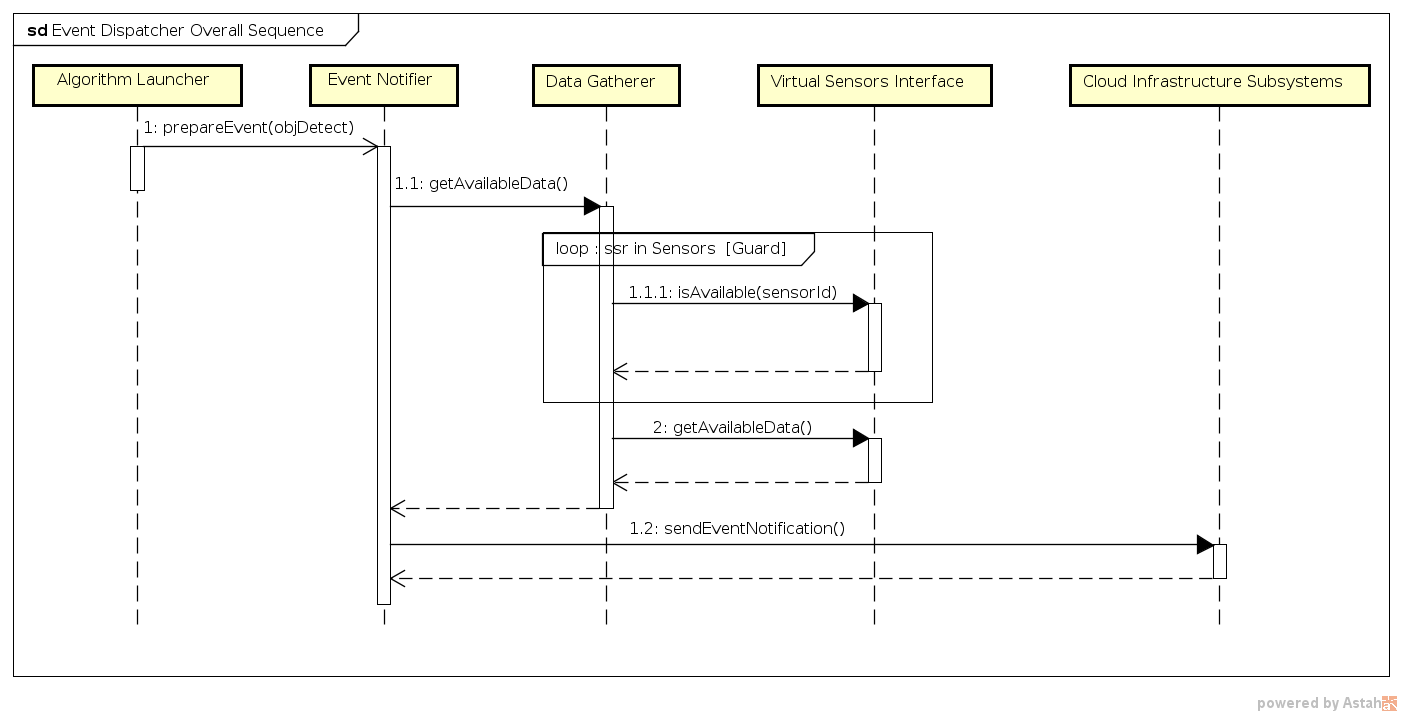 sd Event Dispatcher Overall Sequence
Algorithm Launcher
Event Notifier
Data Gatherer
Virtual Sensors Interface
Cloud Infrastructure Subsystems
1: prepareEvent(objDetect)
1.1: getAvailableData()
loop : ssr in Sensors [Guard]
1.1.1: isAvailable(sensorId)
2: getAvailableData()
1.2: sendEventNotification()
powered by Astah